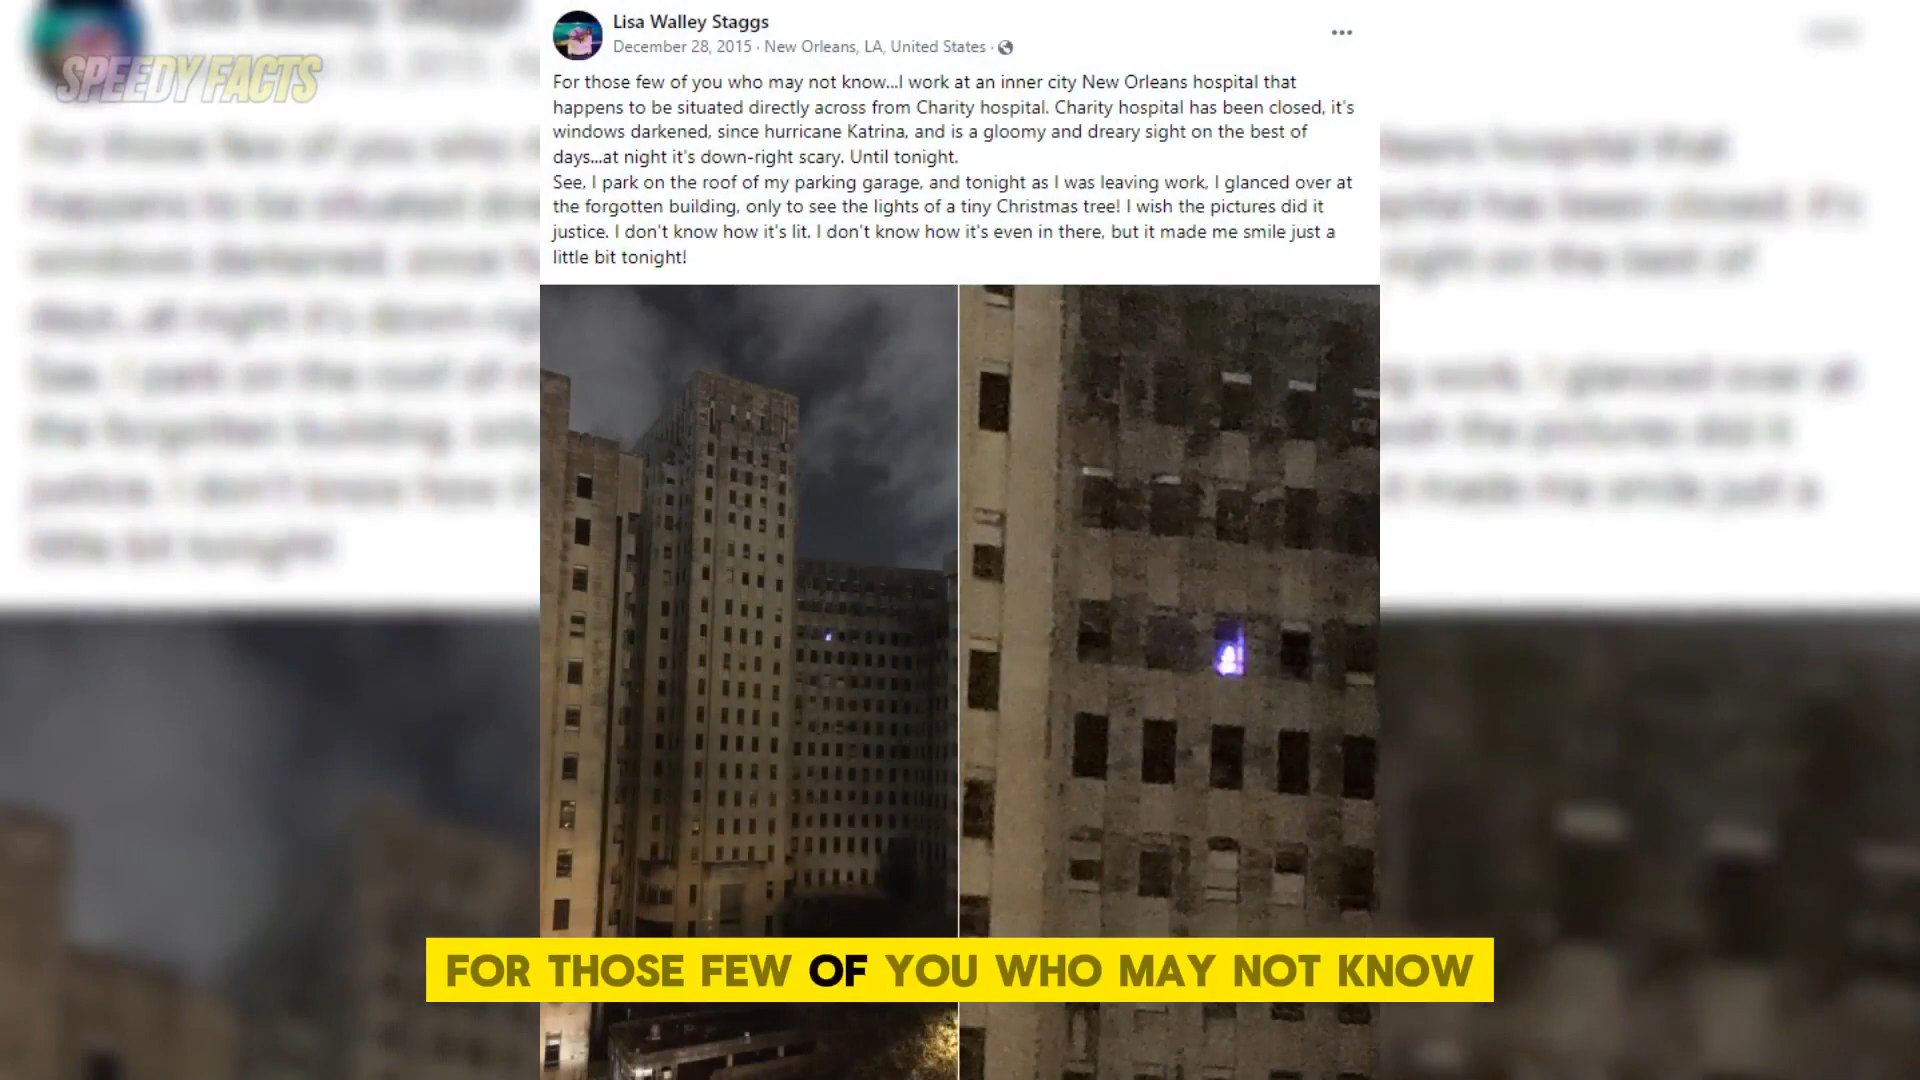 SPEEDY FACTS
Lisa Walley Staggs
December 28, 2015 · New Orleans, LA, United States ·
For those few of you who may not know...I work at an inner city New Orleans hospital that
happens to be situated directly across from Charity hospital. Charity hospital has been closed, it's
windows darkened, since hurricane Katrina, and is a gloomy and dreary sight on the best of
days...at night it's down-right scary. Until tonight.
See, I park on the roof of my parking garage, and tonight as I was leaving work, I glanced over at
the forgotten building, only to see the lights of a tiny Christmas tree! I wish the pictures did it
justice. I don't know how it's lit. I don't know how it's even in there, but it made me smile just a
little bit tonight!
FOR THOSE FEW OF YOU WHO MAY NOT KNOW